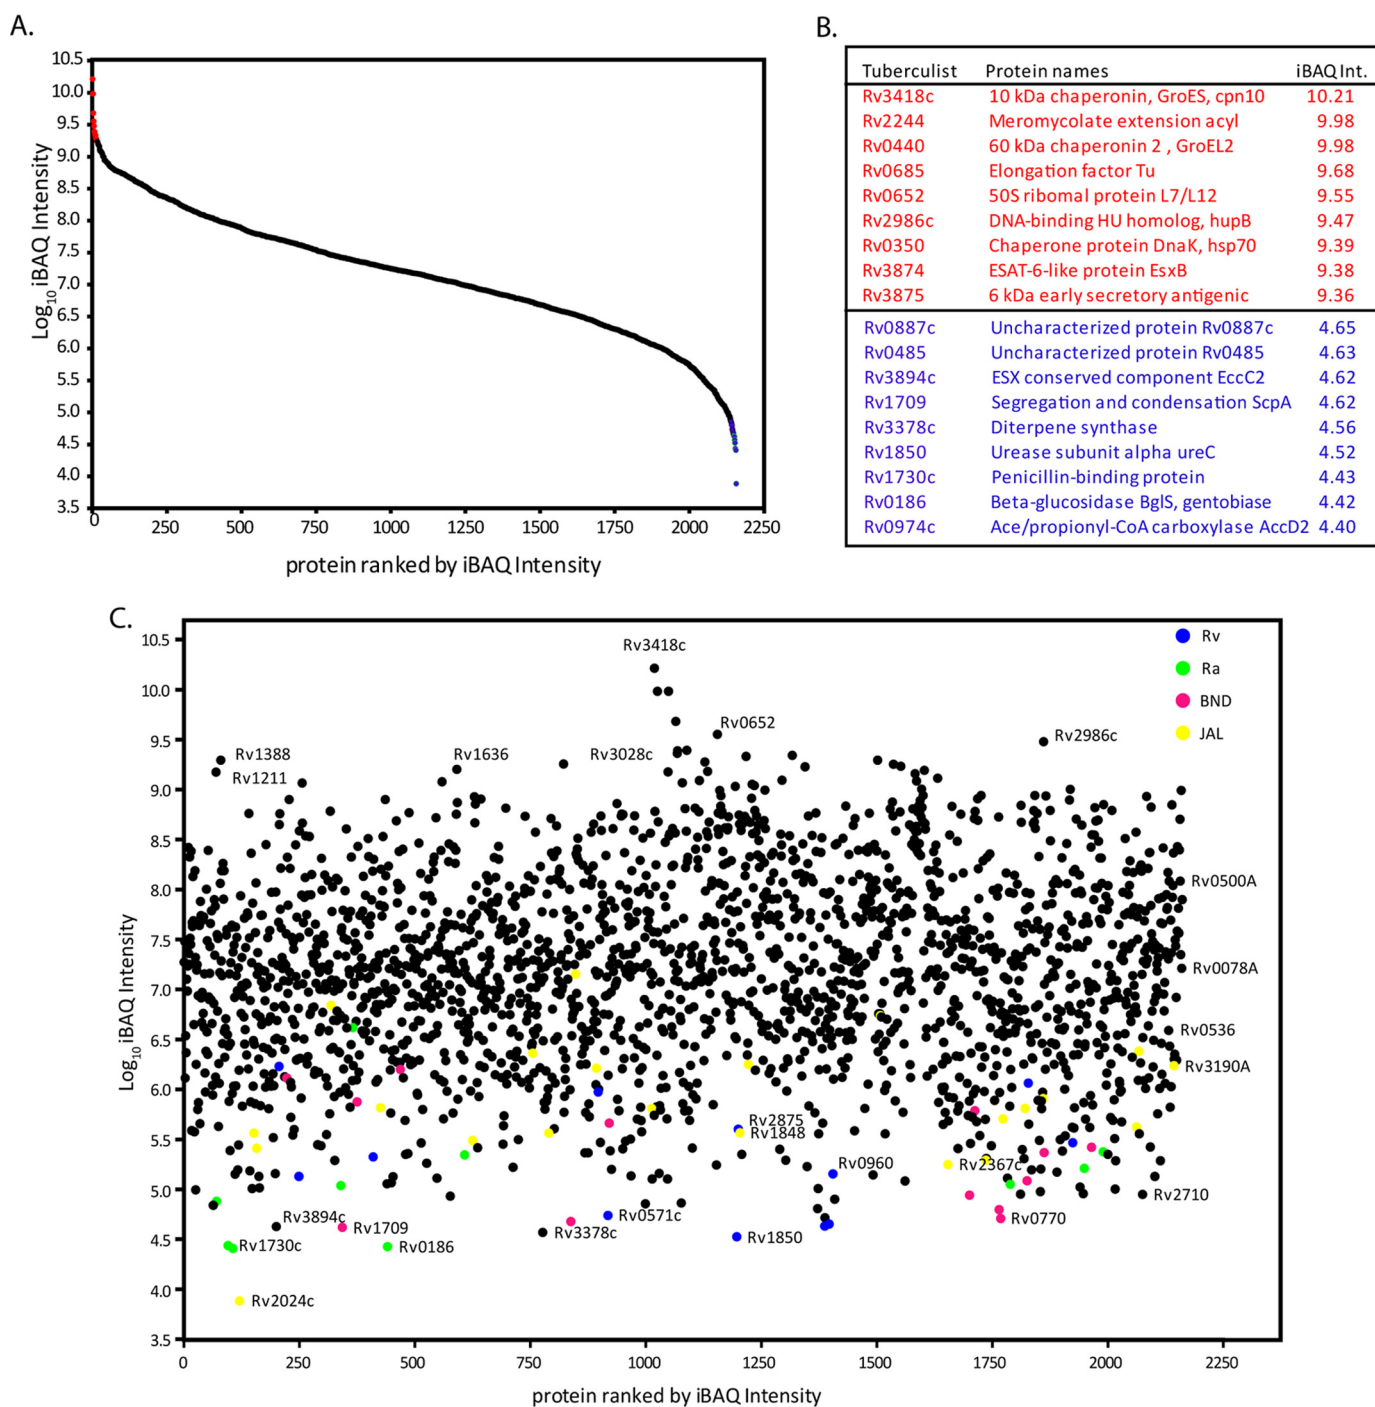 A.
10.5
10.0
9.5
9.0
8.5
8.0
7.5
7.0
6.5
6.0
5.5
5.0
4.5
4.0
3.5
Log10 iBAQ Intensity
0 250 500 750 1000 1250 1500 1750 2000 2250
protein ranked by iBAQ Intensity
B.
Tuberculist Protein names iBAQ Int.
Rv3418c 10 kDa chaperonin, GroES, cpn10 10.21
Rv2244 Meromycolate extension acyl 9.98
Rv0440 60 kDa chaperonin 2 , GroEL2 9.98
Rv0685 Elongation factor Tu 9.68
Rv0652 50S ribomal protein L7/L12 9.55
Rv2986c DNA-binding HU homolog, hupB 9.47
Rv0350 Chaperone protein DnaK, hsp70 9.39
Rv3874 ESAT-6-like protein EsxB 9.38
Rv3875 6 kDa early secretory antigenic 9.36
Rv0887c Uncharacterized protein Rv0887c 4.65
Rv0485 Uncharacterized protein Rv0485 4.63
Rv3894c ESX conserved component EccC2 4.62
Rv1709 Segregation and condensation ScpA 4.62
Rv3378c Diterpene synthase 4.56
Rv1850 Urease subunit alpha ureC 4.52
Rv1730c Penicillin-binding protein 4.43
Rv0186 Beta-glucosidase BglS, gentobiase 4.42
Rv0974c Ace/propionyl-CoA carboxylase AccD2 4.40
C.
10.5
10.0
9.5
9.0
8.5
8.0
7.5
7.0
6.5
6.0
5.5
5.0
4.5
4.0
3.5
Log10 iBAQ Intensity
Rv
Ra
BND
JAL
Rv3418c
Rv0652
Rv2986c
Rv1388
Rv1636
Rv3028c
Rv1211
Rv0500A
Rv0078A
Rv0536
Rv3190A
Rv2875
Rv1848
Rv0960
Rv2367c
Rv2710
Rv3894c
Rv1709
Rv0571c
Rv0770
Rv3378c
Rv1850
Rv1730c
Rv0186
Rv2024c
0 250 500 750 1000 1250 1500 1750 2000 2250
protein ranked by iBAQ Intensity